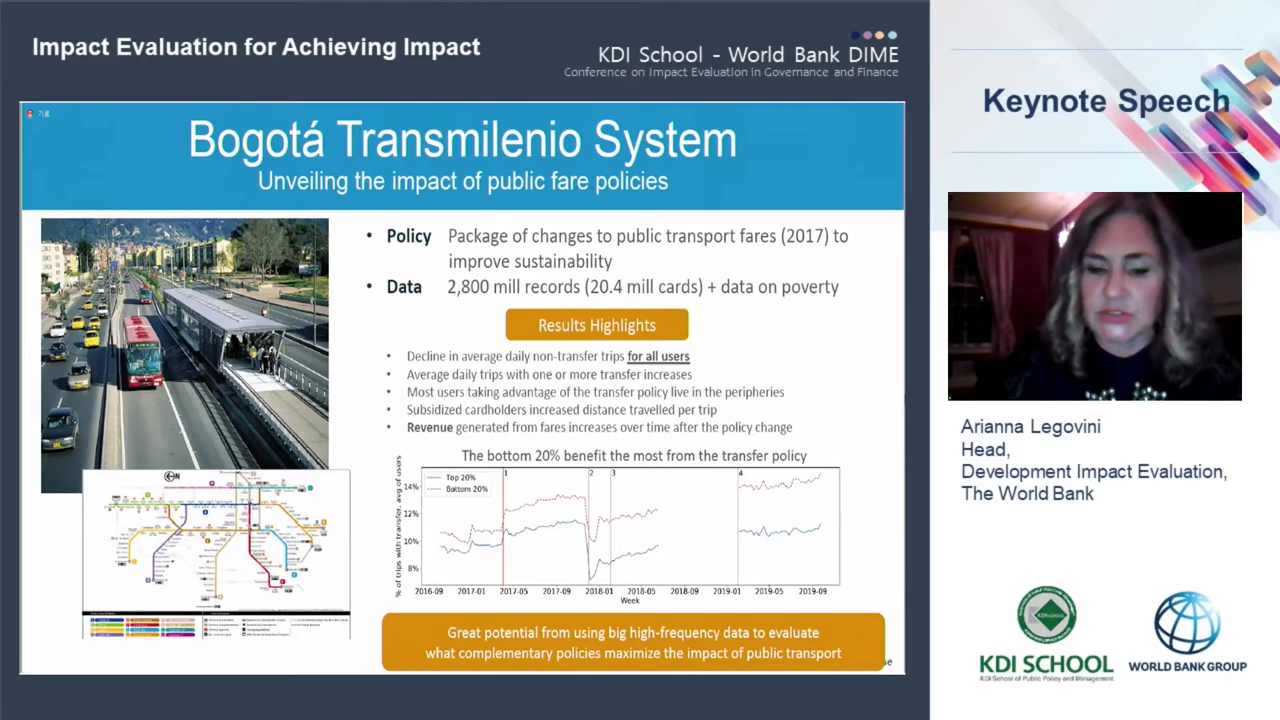 Impact Evaluation for Achieving Impact
KDI School - World Bank DIME
Conference on Impact Evaluation in Governance and Finance
Keynote Speech
기록
Bogotá Transmilenio System
Unveiling the impact of public fare policies
• Policy Package of changes to public transport fares (2017) to
improve sustainability
• Data 2,800 mill records (20.4 mill cards) + data on poverty
Results Highlights
• Decline in average daily non-transfer trips for all users
• Average daily trips with one or more transfer increases
• Most users taking advantage of the transfer policy live in the peripheries
• Subsidized cardholders increased distance travelled per trip
• Revenue generated from fares increases over time after the policy change
The bottom 20% benefit the most from the transfer policy
% of trips with transfer, avg of users
Top 20%
Bottom 20%
1
2
3
4
14%
12%
10%
8%
2016-09 2017-01 2017-05 2017-09 2018-01 2018-05 2018-09 2019-01 2019-05 2019-09
Week
Great potential from using big high-frequency data to evaluate
what complementary policies maximize the impact of public transport
se
N
Arianna Legovini
Head,
Development Impact Evaluation,
The World Bank
KDI SCHOOL
KDI School of Public Policy and Management
WORLD BANK GROUP